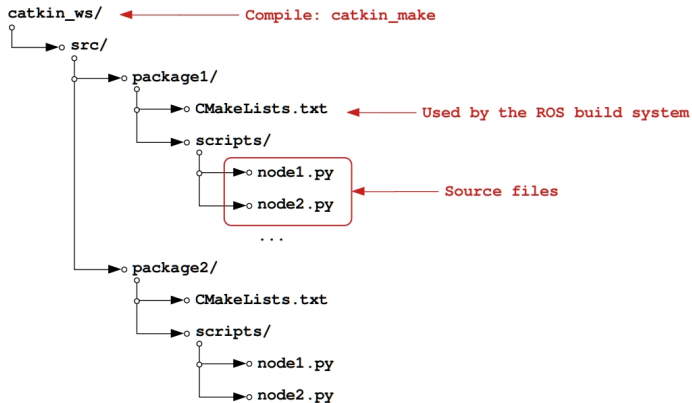 catkin_ws/ Compile: catkin_make
src/
package1/
CMakeLists.txt Used by the ROS build system
scripts/
node1.py
Source files
node2.py
...
package2/
CMakeLists.txt
scripts/
node1.py
node2.py